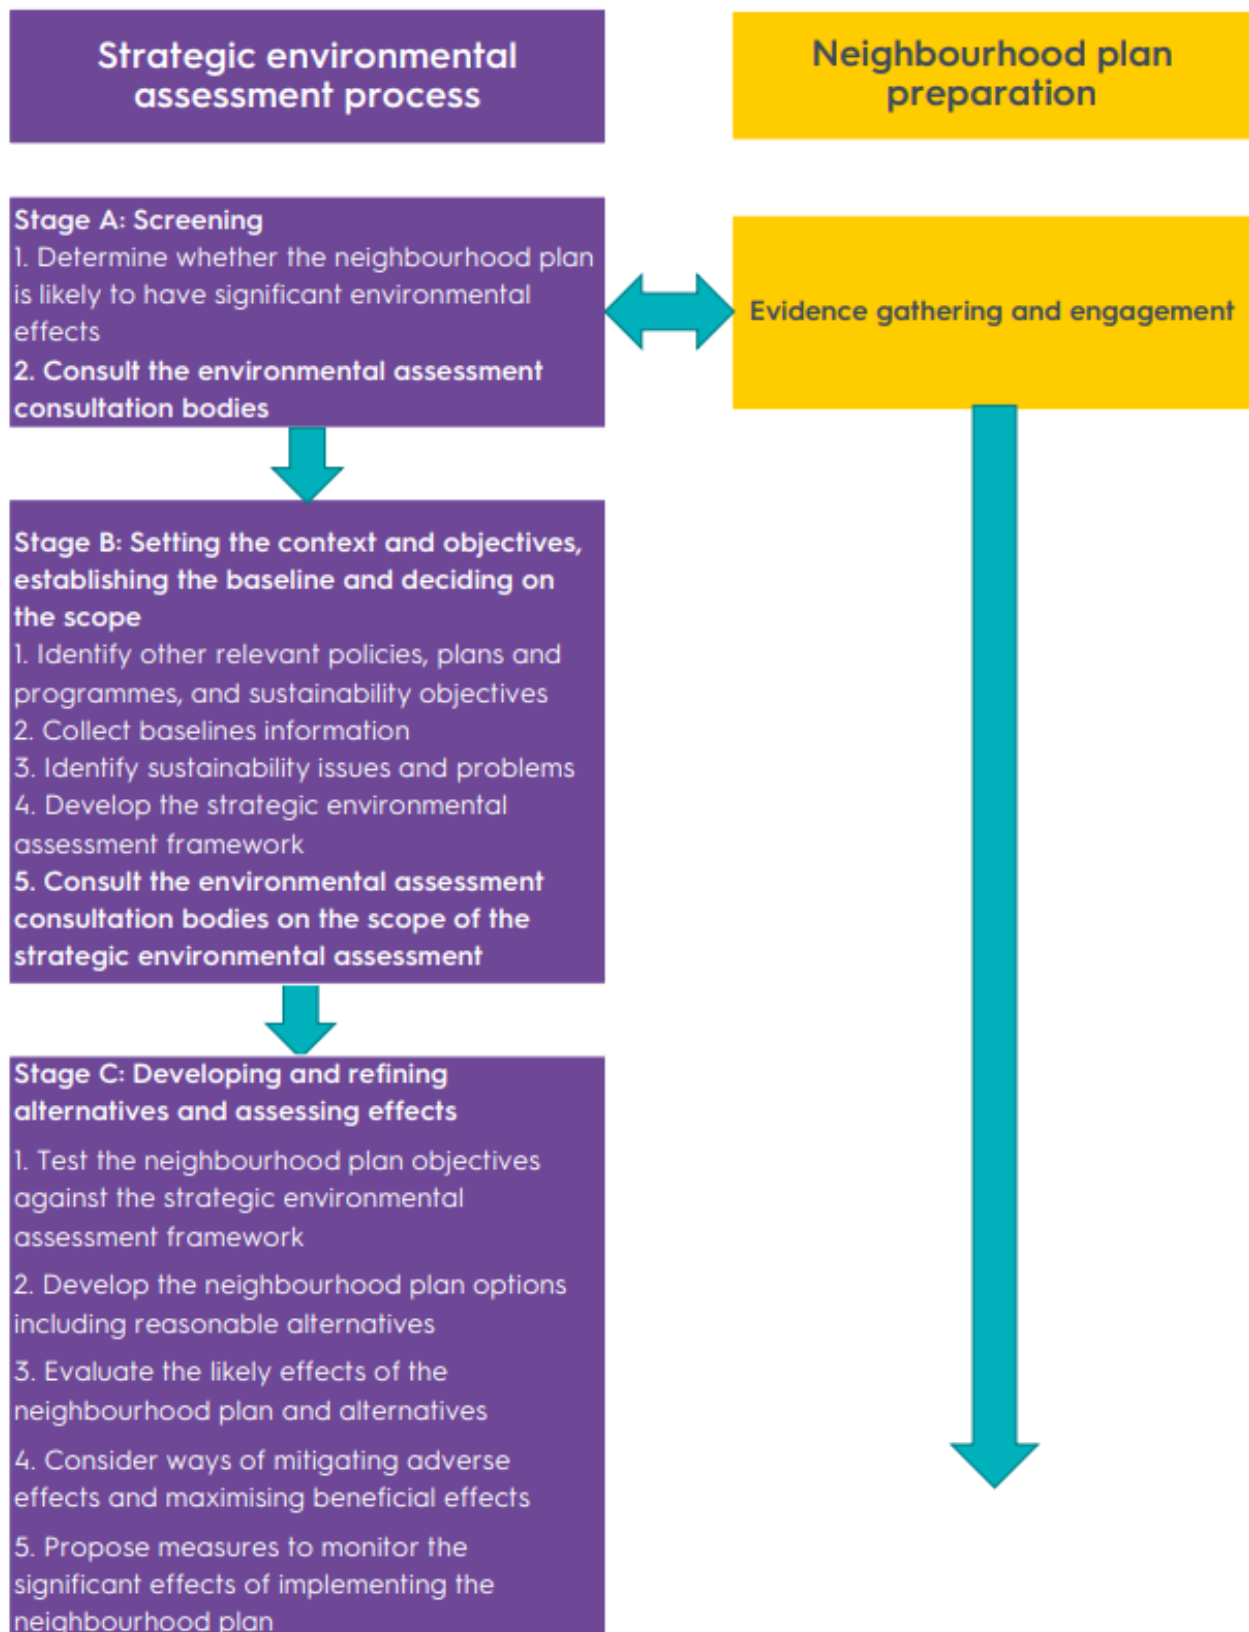 Strategic environmental
assessment process
Neighbourhood plan
preparation
Stage A: Screening
1. Determine whether the neighbourhood plan
is likely to have significant environmental
effects
2. Consult the environmental assessment
consultation bodies
Evidence gathering and engagement
Stage B: Setting the context and objectives,
establishing the baseline and deciding on
the scope
1. Identify other relevant policies, plans and
programmes, and sustainability objectives
2. Collect baselines information
3. Identify sustainability issues and problems
4. Develop the strategic environmental
assessment framework
5. Consult the environmental assessment
consultation bodies on the scope of the
strategic environmental assessment
Stage C: Developing and refining
alternatives and assessing effects
1. Test the neighbourhood plan objectives
against the strategic environmental
assessment framework
2. Develop the neighbourhood plan options
including reasonable alternatives
3. Evaluate the likely effects of the
neighbourhood plan and alternatives
4. Consider ways of mitigating adverse
effects and maximising beneficial effects
5. Propose measures to monitor the
significant effects of implementing the
neighbourhood plan